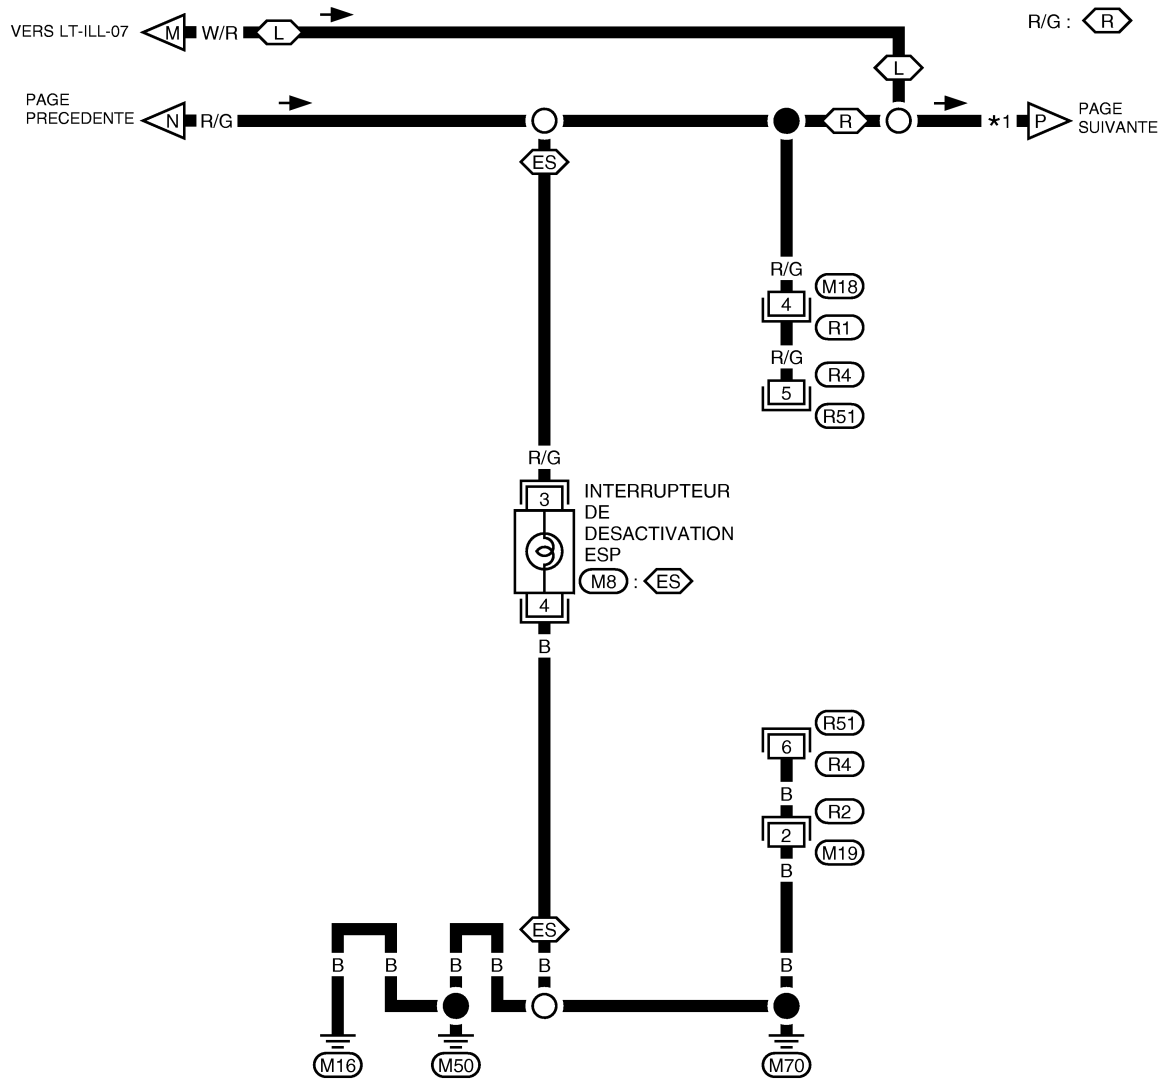 VERS LT-ILL-07 M W/R L
R/G : R
L
PAGE
PRECEDENTE
N R/G
R
*1 P
PAGE
SUIVANTE
ES
R/G
M18
4
R1
R/G
R4
5
R51
R/G
3
INTERRUPTEUR
DE
DESACTIVATION
ESP
M8 : ES
4
B
R51
6
R4
B
R2
2
M19
B
ES
B B B B B B
M16 M50 M70